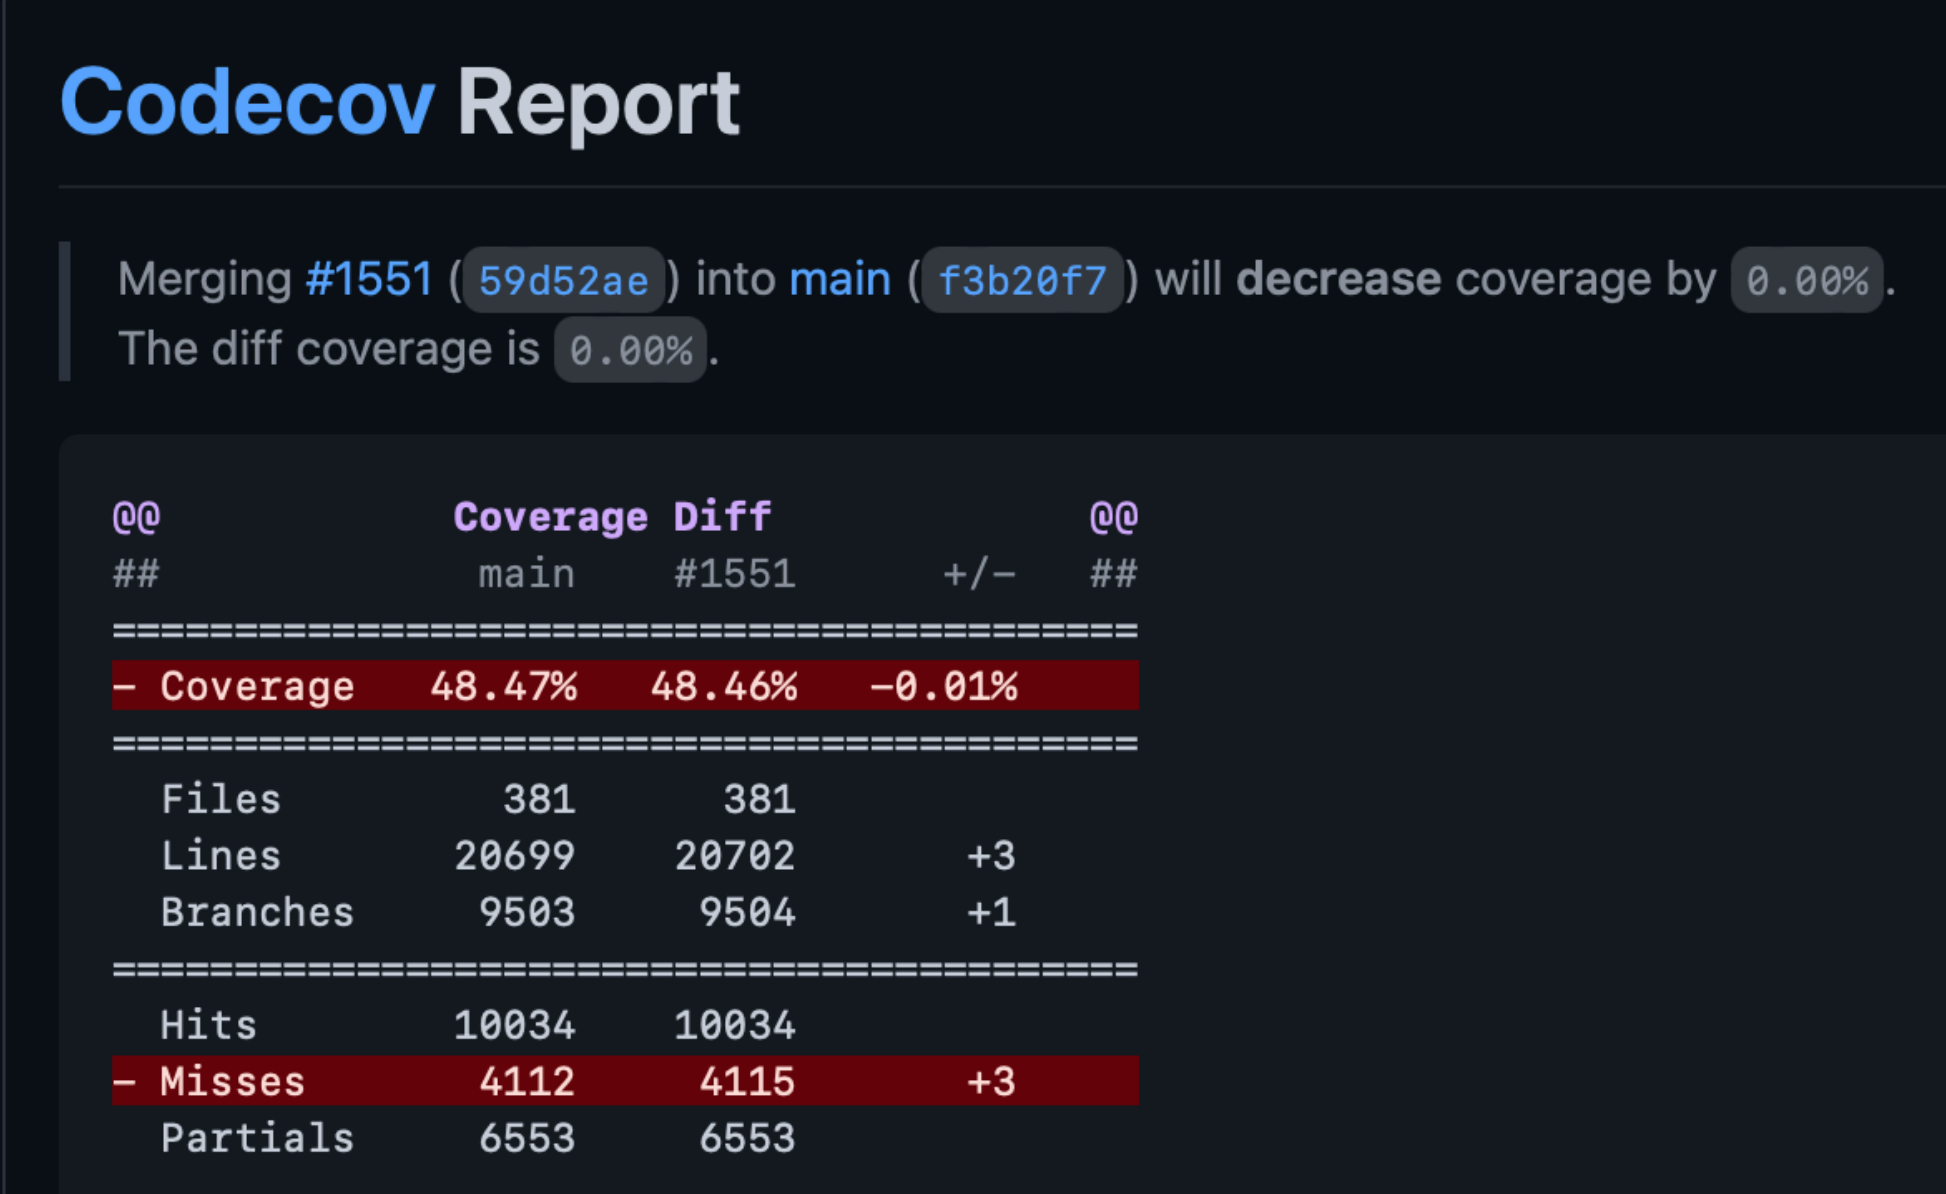 Codecov Report
Merging #1551 (59d52ae) into main (f3b20f7) will decrease coverage by 0.00%.
The diff coverage is 0.00%.
@@            Coverage Diff             @@
##             main    #1551      +/-   ##
==========================================
- Coverage   48.47%   48.46%   -0.01%
==========================================
  Files         381      381
  Lines       20699    20702       +3
  Branches     9503     9504       +1
==========================================
  Hits        10034    10034
- Misses       4112     4115       +3
  Partials     6553     6553